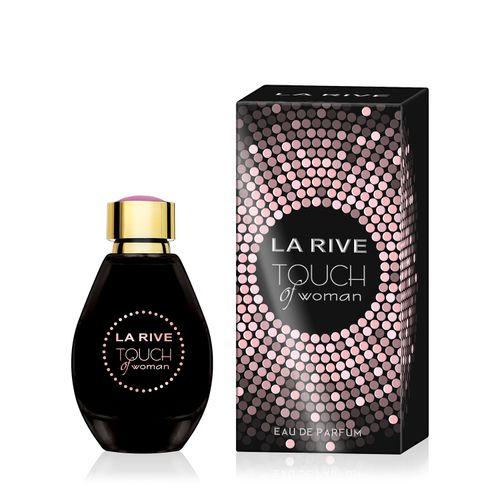 LA RIVE
LA RIVE
TOUCH
of woman
EAU DE PARFUM
LA RIVE
TOUCH
of woman